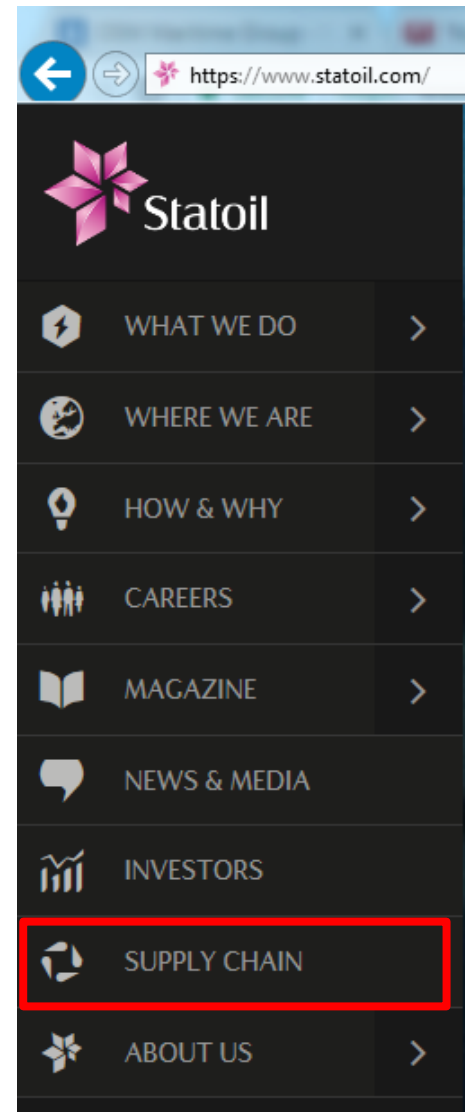 https://www.statoil.com/
Statoil
WHAT WE DO
WHERE WE ARE
HOW & WHY
CAREERS
MAGAZINE
NEWS & MEDIA
INVESTORS
SUPPLY CHAIN
ABOUT US